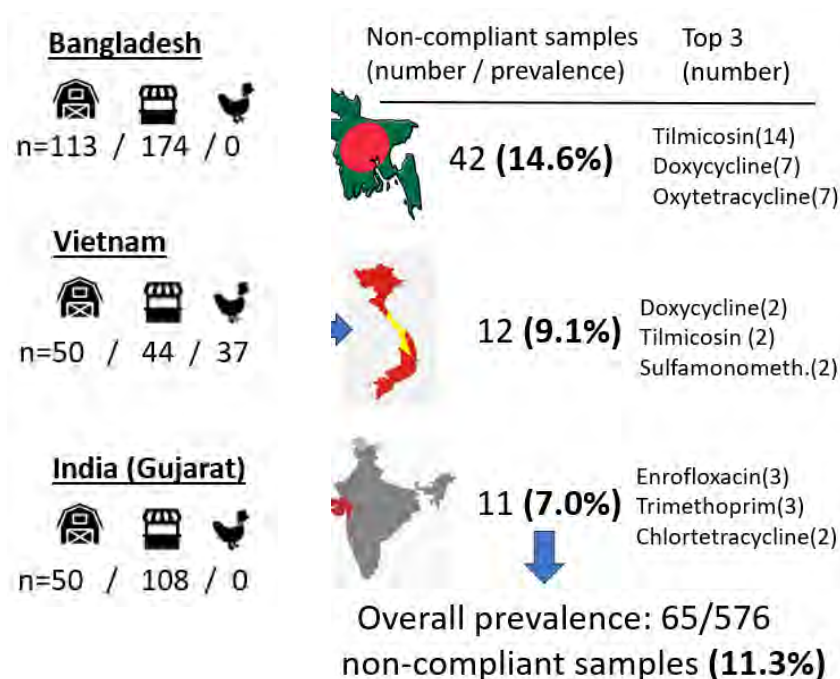 Bangladesh
n=113 / 174 / 0
Vietnam
n=50 / 44 / 37
India (Gujarat)
n=50 / 108 / 0
Non-compliant samples
(number / prevalence)
Top 3
(number)
42 (14.6%)
Tilmicosin(14)
Doxycycline(7)
Oxytetracycline(7)
12 (9.1%)
Doxycycline(2)
Tilmicosin (2)
Sulfamonometh.(2)
11 (7.0%)
Enrofloxacin(3)
Trimethoprim(3)
Chlortetracycline(2)
Overall prevalence: 65/576
non-compliant samples (11.3%)